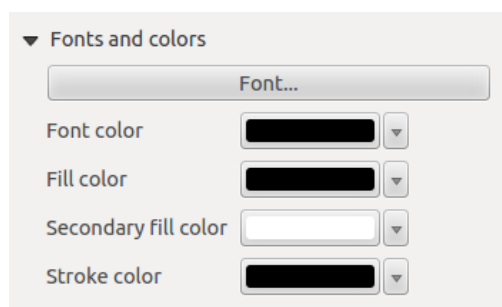 Fonts and colors
Font...
Font color
Fill color
Secondary fill color
Stroke color